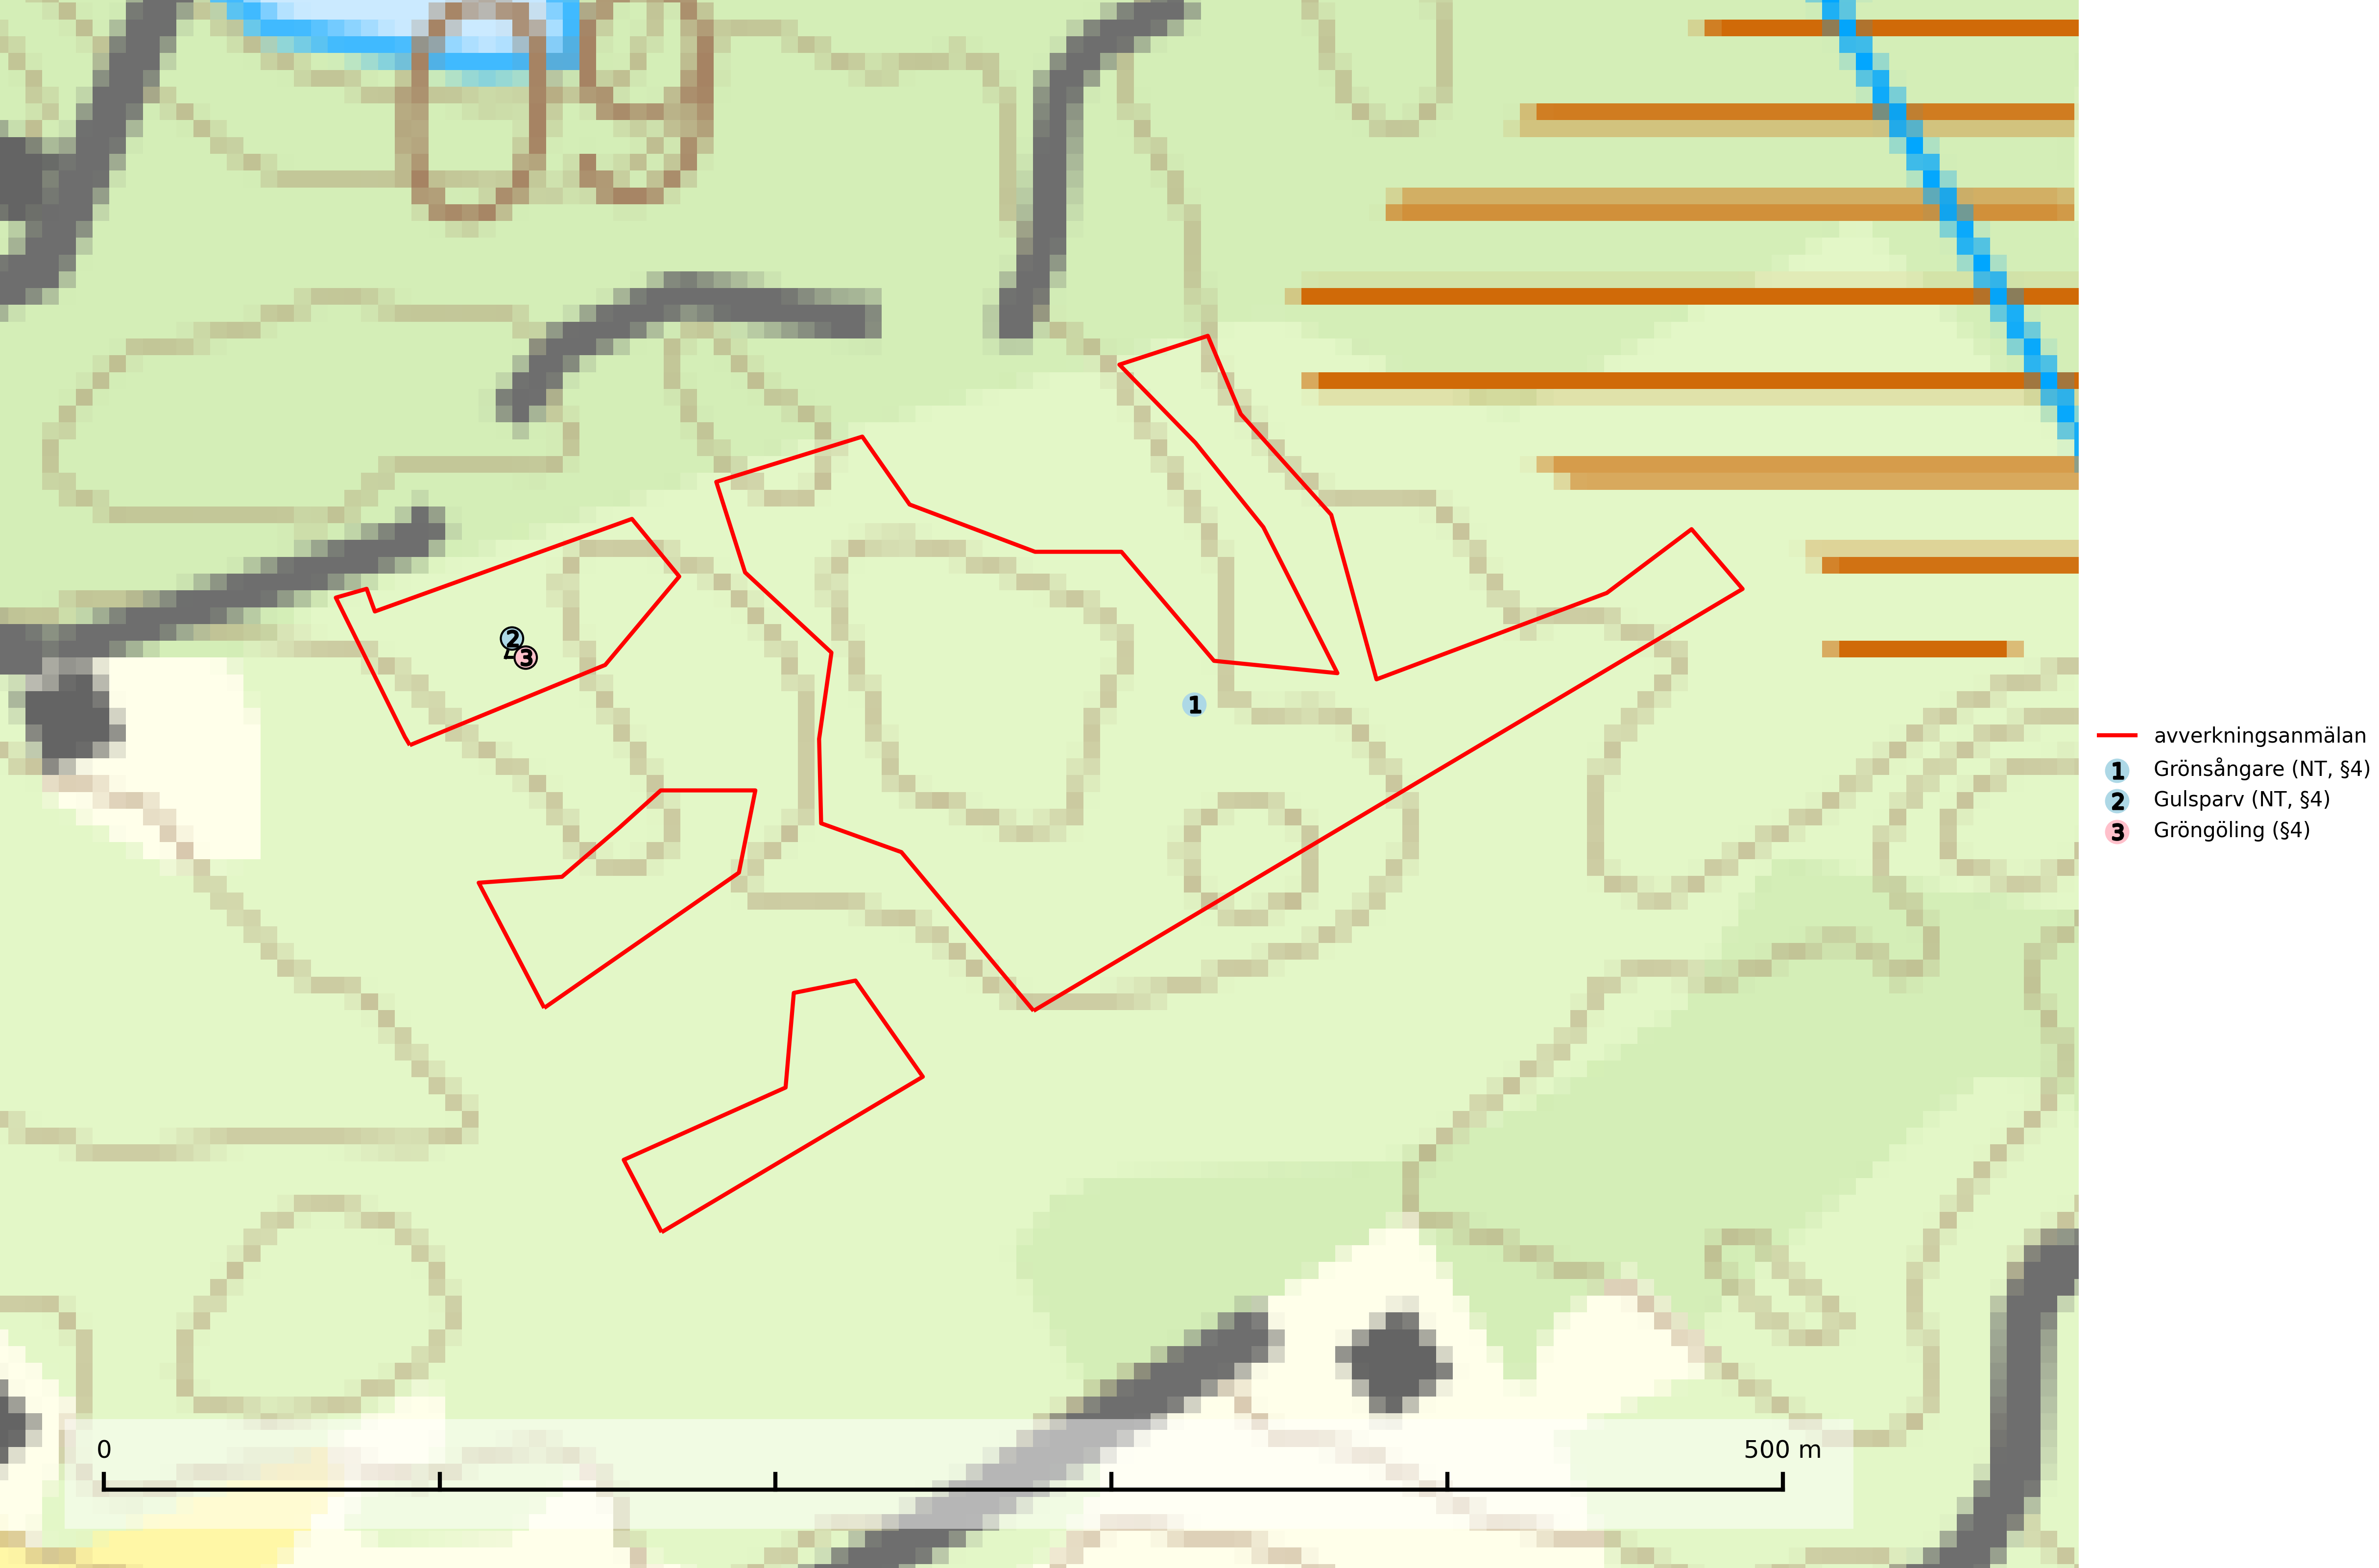 2
3
1
avverkningsanmälan
1 Grönsångare (NT, §4)
2 Gulsparv (NT, §4)
3 Gröngöling (§4)
0 500 m